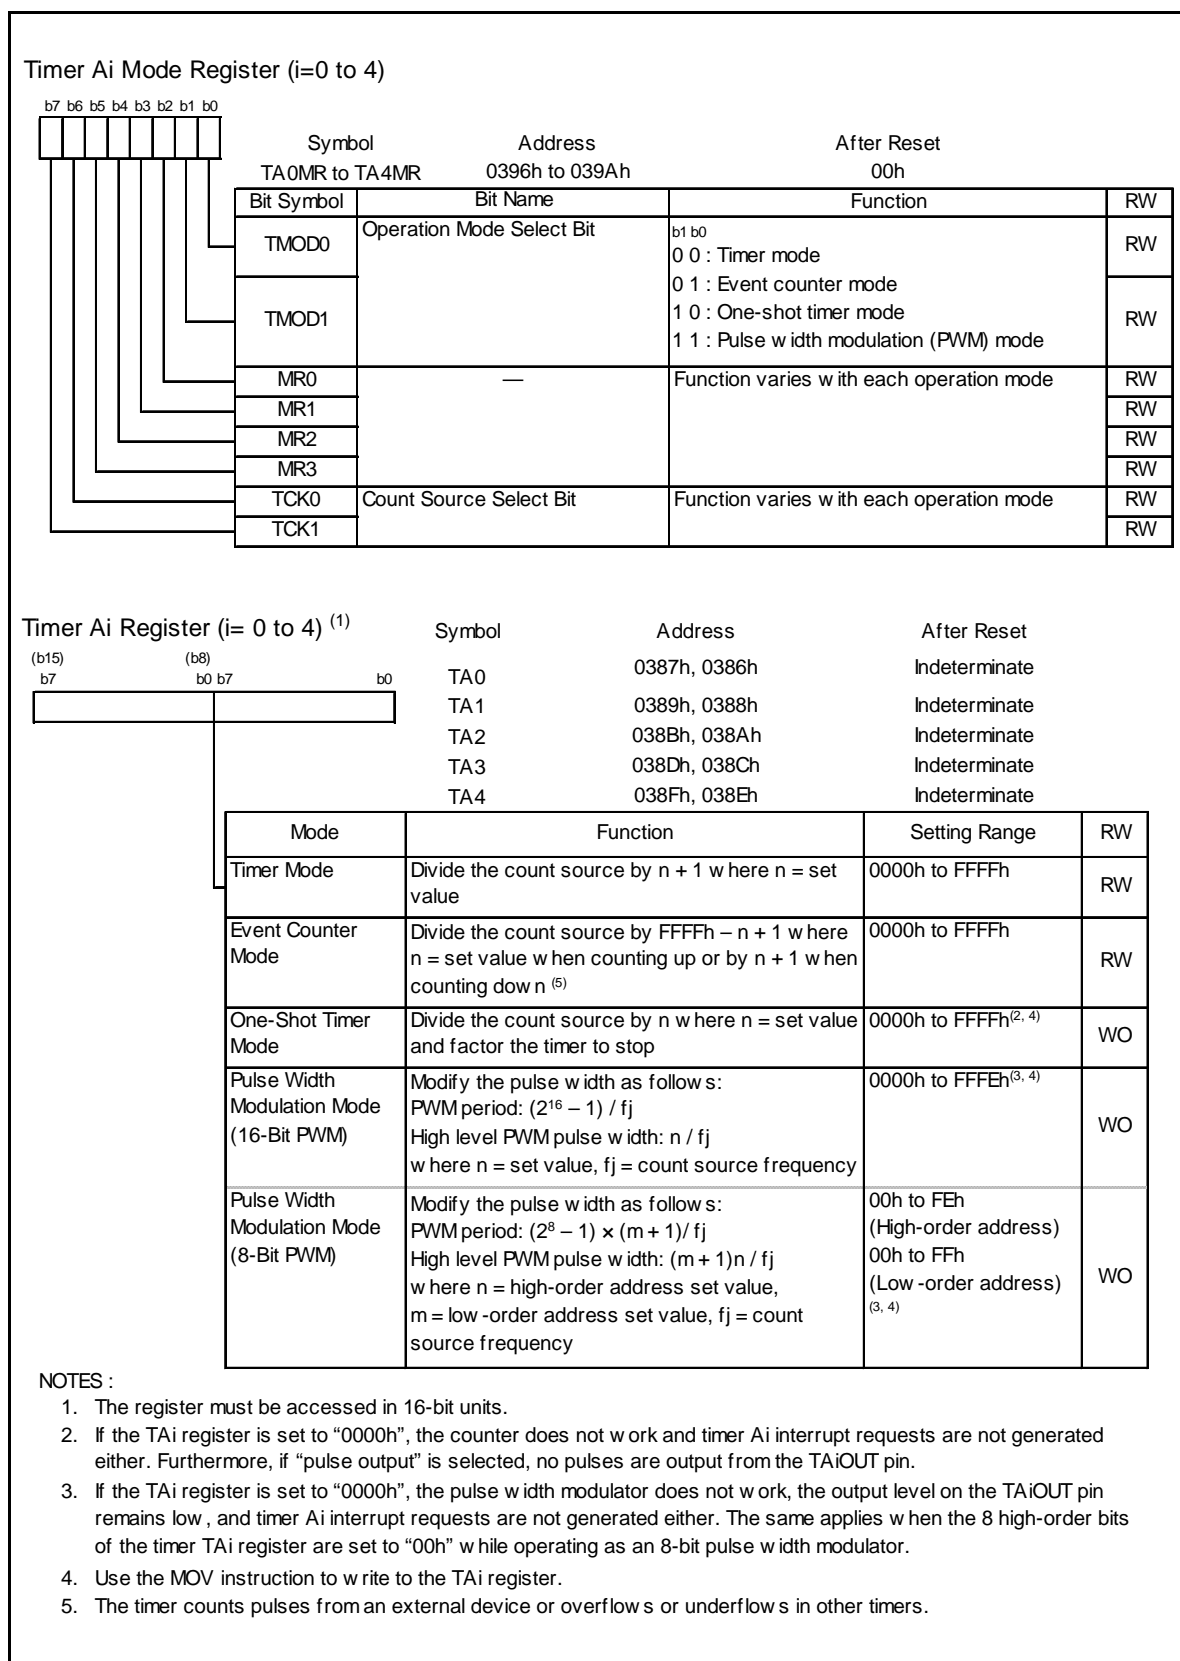 Timer Ai Mode Register (i=0 to 4)
b7 b6 b5 b4 b3 b2 b1 b0
Symbol Address After Reset
TA0MR to TA4MR 0396h to 039Ah 00h
Bit Symbol Bit Name Function RW
TMOD0 Operation Mode Select Bit b1 b0 RW
0 0 : Timer mode
0 1 : Event counter mode
TMOD1 1 0 : One-shot timer mode RW
1 1 : Pulse width modulation (PWM) mode
MR0 — Function varies with each operation mode RW
MR1 RW
MR2 RW
MR3 RW
TCK0 Count Source Select Bit Function varies with each operation mode RW
TCK1 RW
Timer Ai Register (i= 0 to 4) (1) Symbol Address After Reset
(b15) (b8)
b7 b0 b7 b0
TA0 0387h, 0386h Indeterminate
TA1 0389h, 0388h Indeterminate
TA2 038Bh, 038Ah Indeterminate
TA3 038Dh, 038Ch Indeterminate
TA4 038Fh, 038Eh Indeterminate
Mode Function Setting Range RW
Timer Mode Divide the count source by n + 1 where n = set 0000h to FFFFh RW
value
Event Counter Divide the count source by FFFFh – n + 1 where 0000h to FFFFh
Mode n = set value when counting up or by n + 1 when RW
counting down (5)
One-Shot Timer Divide the count source by n where n = set value 0000h to FFFFh(2, 4) WO
Mode and factor the timer to stop
Pulse Width Modify the pulse width as follows: 0000h to FFFEh(3, 4)
Modulation Mode PWM period: (2¹⁶ – 1) / fj
(16-Bit PWM) High level PWM pulse width: n / fj WO
where n = set value, fj = count source frequency
Pulse Width Modify the pulse width as follows: 00h to FEh
Modulation Mode PWM period: (2⁸ – 1) × (m + 1)/ fj (High-order address)
(8-Bit PWM) High level PWM pulse width: (m + 1)n / fj 00h to FFh
where n = high-order address set value, (Low-order address) WO
m = low-order address set value, fj = count (3, 4)
source frequency
NOTES :
1. The register must be accessed in 16-bit units.
2. If the TAi register is set to “0000h”, the counter does not work and timer Ai interrupt requests are not generated
either. Furthermore, if “pulse output” is selected, no pulses are output from the TAiOUT pin.
3. If the TAi register is set to “0000h”, the pulse width modulator does not work, the output level on the TAiOUT pin
remains low, and timer Ai interrupt requests are not generated either. The same applies when the 8 high-order bits
of the timer TAi register are set to “00h” while operating as an 8-bit pulse width modulator.
4. Use the MOV instruction to write to the TAi register.
5. The timer counts pulses from an external device or overflows or underflows in other timers.